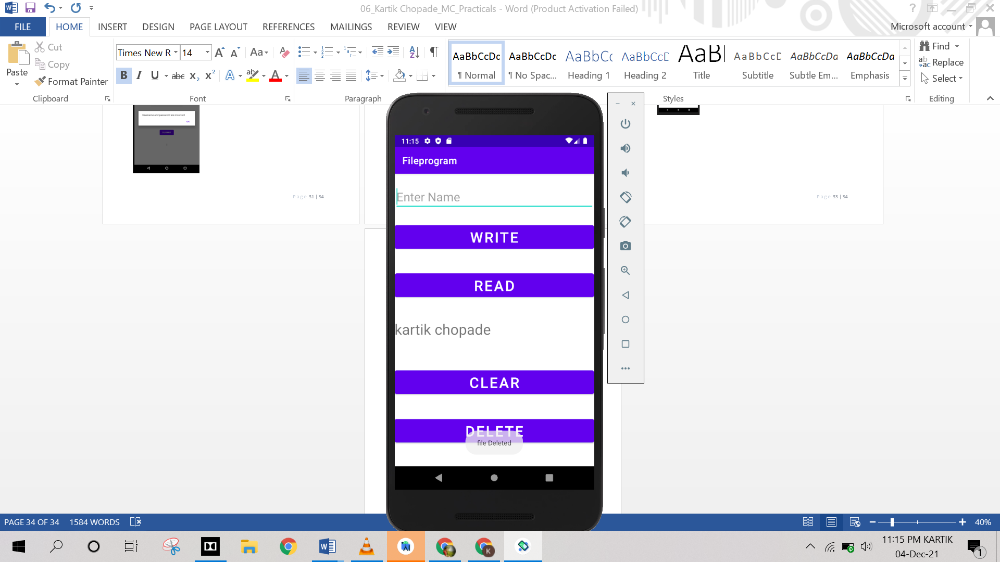 06_Kartik Chopade_MC_Practicals - Word (Product Activation Failed)
FILE
HOME
INSERT
DESIGN
PAGE LAYOUT
REFERENCES
MAILINGS
REVIEW
VIEW
Microsoft account
Paste
Cut
Copy
Format Painter
Clipboard
Times New R
14
Font
Paragraph
AaBbCcDc
¶ Normal
AaBbCcDc
¶ No Spac...
AaBbCc
Heading 1
AaBbCcD
Heading 2
AaB
Title
AaBbCcD
Subtitle
AaBbCcDa
Subtle Em...
AaBbCcDa
Emphasis
Styles
Find
Replace
Select
Editing
Username and password are incorrect
OK
SUBMIT
Page 31 | 34
Page 33 | 34
11:15
Fileprogram
Enter Name
WRITE
READ
kartik chopade
CLEAR
DELETE
file Deleted
PAGE 34 OF 34
1584 WORDS
40%
11:15 PM KARTIK
04-Dec-21
1